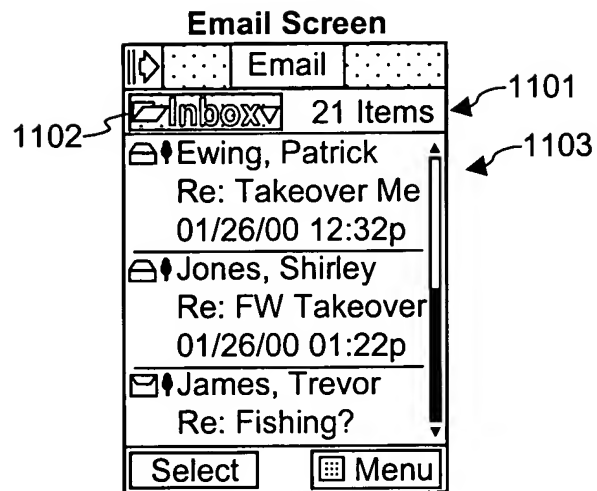 Email Screen
Email
Inbox 21 Items
1101
1102
1103
Ewing, Patrick
Re: Takeover Me
01/26/00 12:32p
Jones, Shirley
Re: FW Takeover
01/26/00 01:22p
James, Trevor
Re: Fishing?
Select Menu